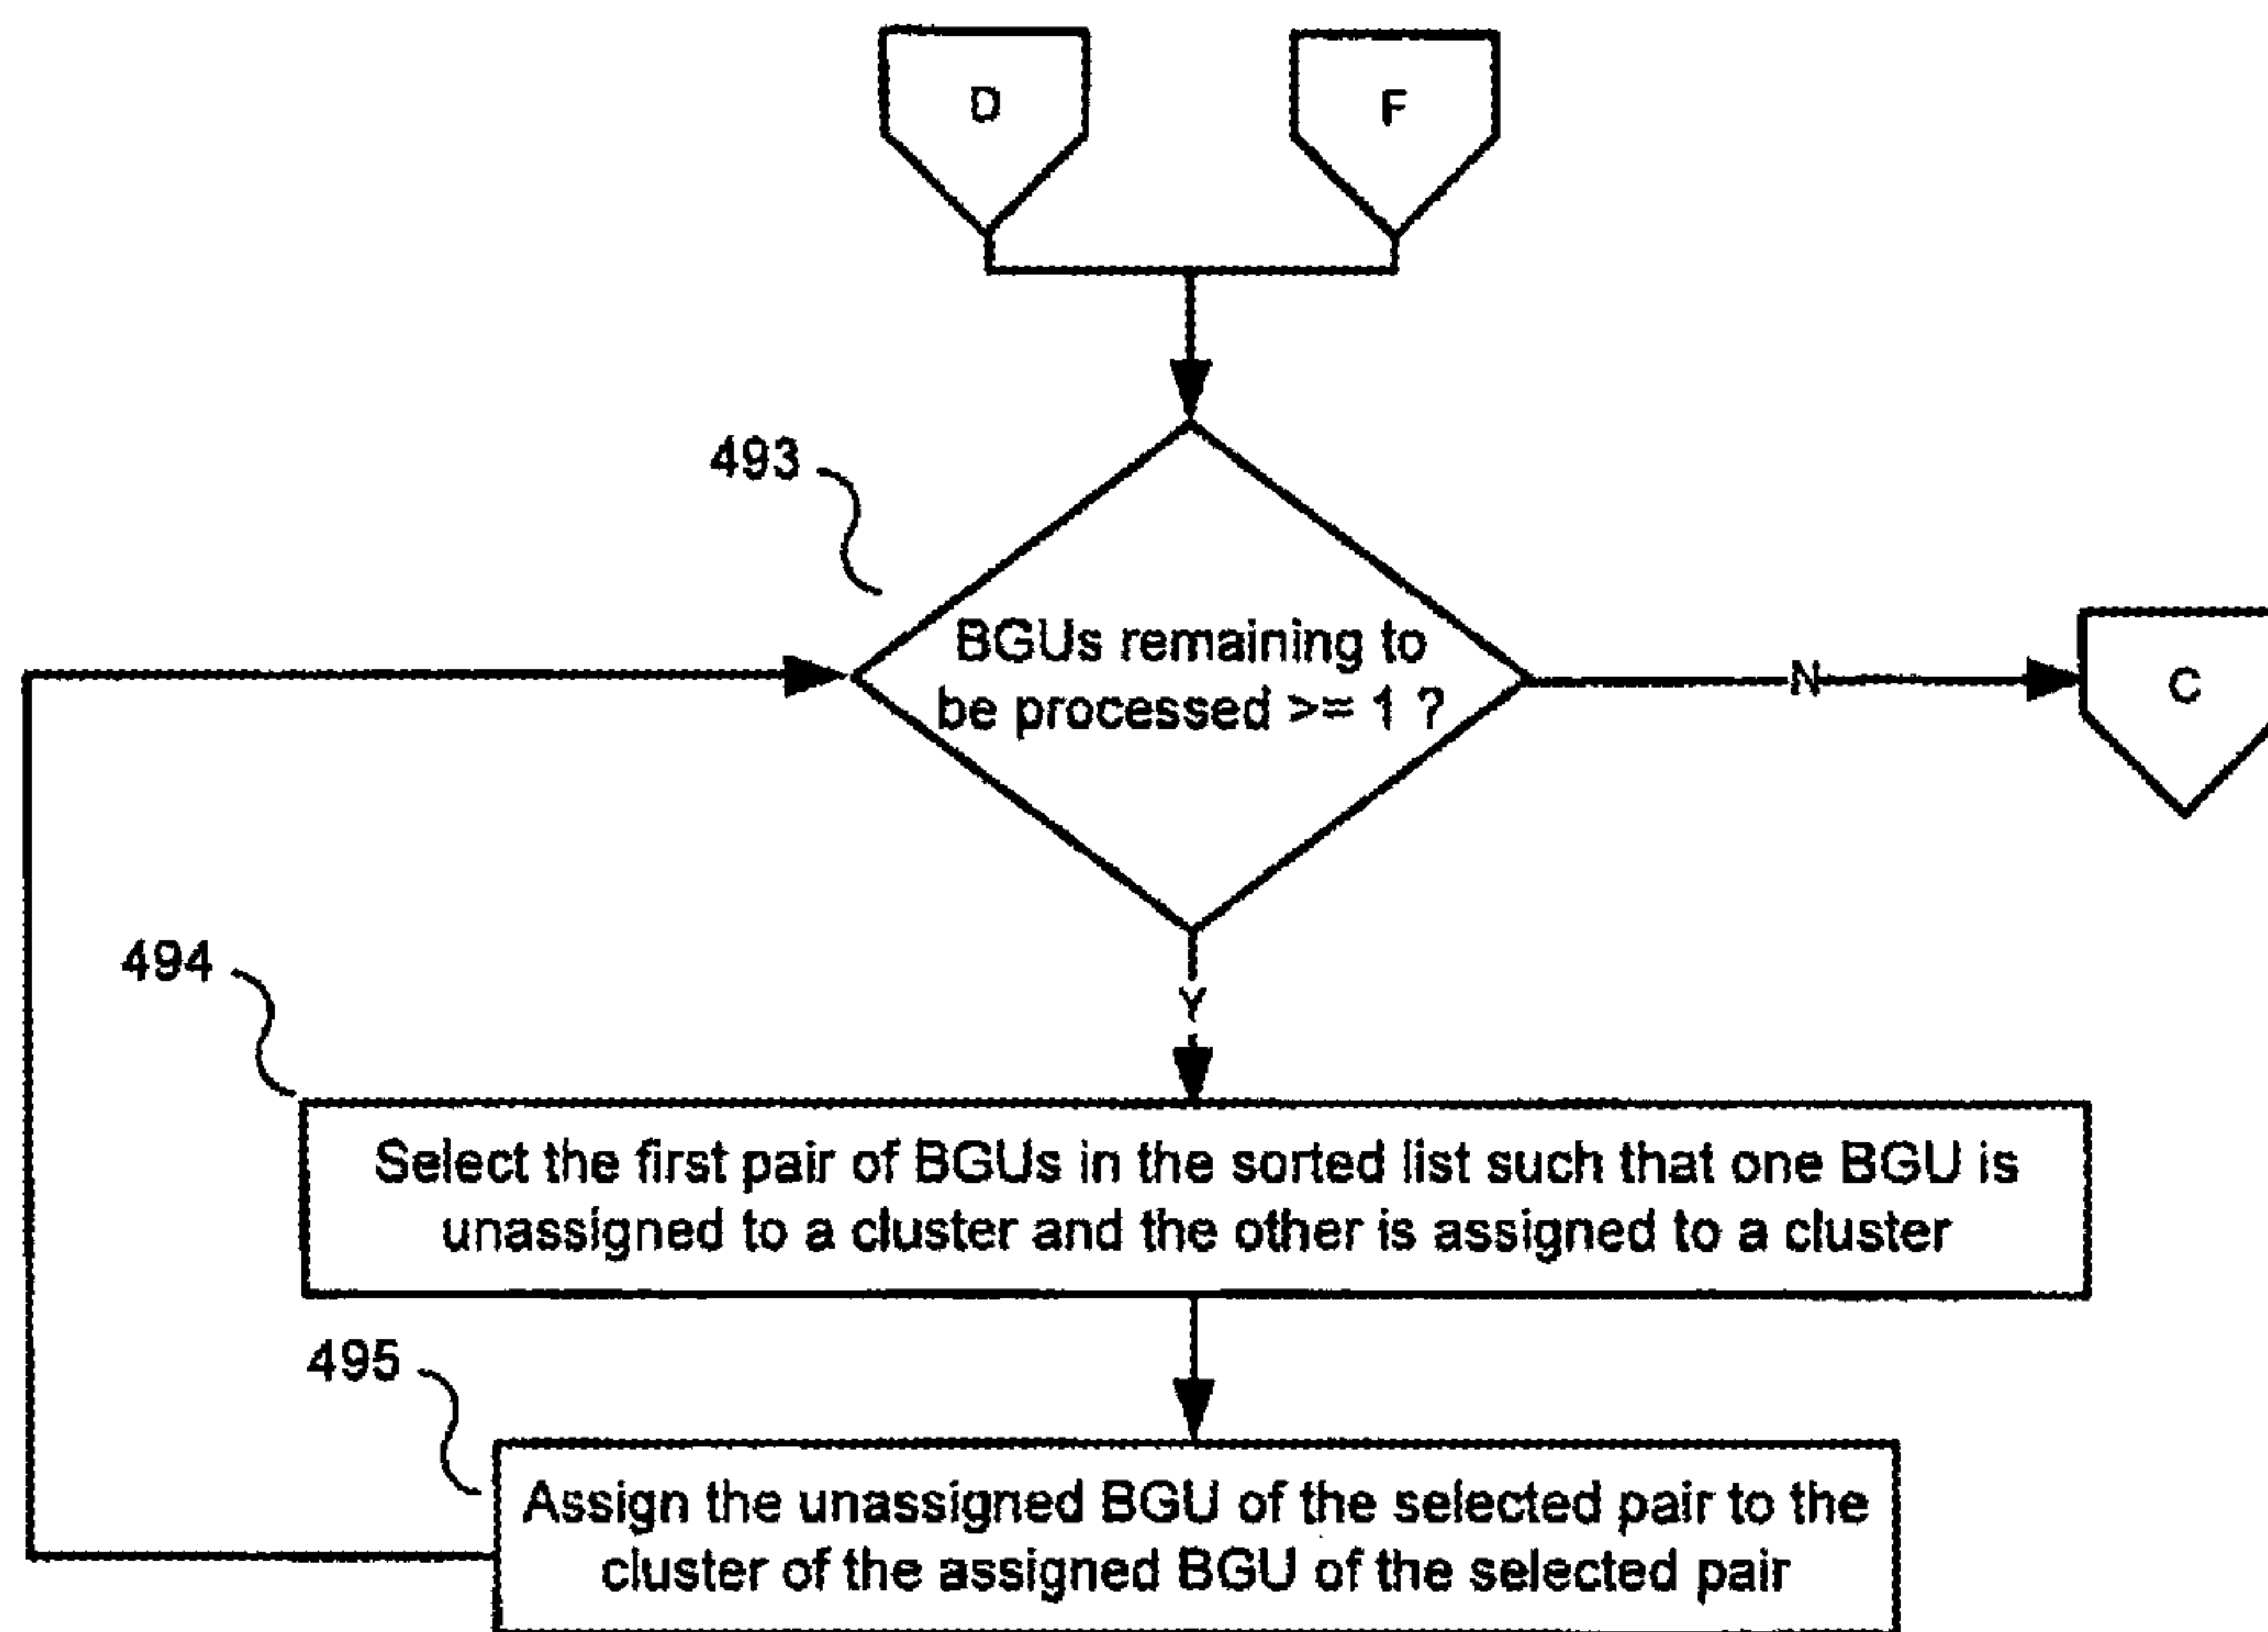 D
F
493
BGUs remaining to
be processed >= 1 ?
N
C
Y
494
Select the first pair of BGUs in the sorted list such that one BGU is
unassigned to a cluster and the other is assigned to a cluster
495
Assign the unassigned BGU of the selected pair to the
cluster of the assigned BGU of the selected pair